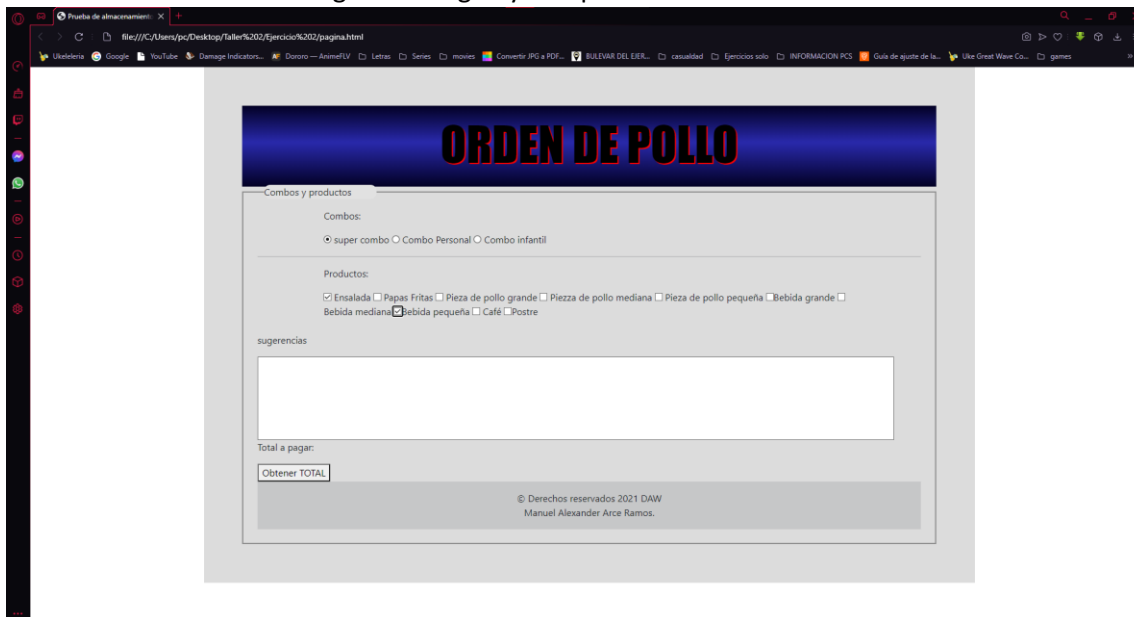 Prueba de almacenamient
file:///C:/Users/pc/Desktop/Taller%202/Ejercicio%202/pagina.html
Ukeleleria Google YouTube Damage Indicators... Dororo — AnimeFLV Letras Series movies Convertir JPG a PDF... BULEVAR DEL EJER... casualdad Ejercicios solo INFORMACION PCS Guía de ajuste de la... Uke Great Wave Co... games
ORDEN DE POLLO
Combos y productos
Combos:
super combo Combo Personal Combo infantil
Productos:
Ensalada Papas Fritas Pieza de pollo grande Piezza de pollo mediana Pieza de pollo pequeña Bebida grande
Bebida mediana Bebida pequeña Café Postre
sugerencias
Total a pagar:
Obtener TOTAL
© Derechos reservados 2021 DAW
Manuel Alexander Arce Ramos.